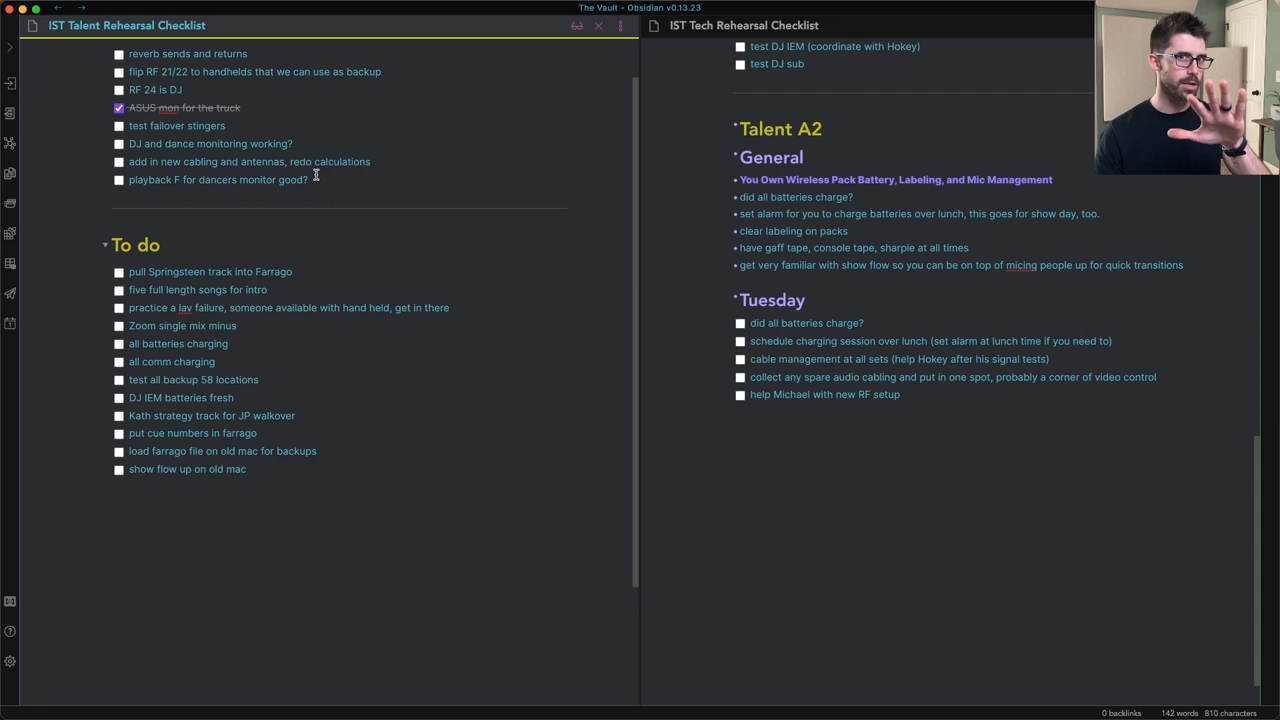 The Vault - Obsidian v0.13.23
IST Talent Rehearsal Checklist
reverb sends and returns
flip RF 21/22 to handhelds that we can use as backup
RF 24 is DJ
ASUS mon for the truck
test failover stingers
DJ and dance monitoring working?
add in new cabling and antennas, redo calculations
playback F for dancers monitor good?
To do
pull Springsteen track into Farrago
five full length songs for intro
practice a lav failure, someone available with hand held, get in there
Zoom single mix minus
all batteries charging
all comm charging
test all backup 58 locations
DJ IEM batteries fresh
Kath strategy track for JP walkover
put cue numbers in farrago
load farrago file on old mac for backups
show flow up on old mac
IST Tech Rehearsal Checklist
test DJ IEM (coordinate with Hokey)
test DJ sub
Talent A2
General
You Own Wireless Pack Battery, Labeling, and Mic Management
did all batteries charge?
set alarm for you to charge batteries over lunch, this goes for show day, too.
clear labeling on packs
have gaff tape, console tape, sharpie at all times
get very familiar with show flow so you can be on top of micing people up for quick transitions
Tuesday
did all batteries charge?
schedule charging session over lunch (set alarm at lunch time if you need to)
cable management at all sets (help Hokey after his signal tests)
collect any spare audio cabling and put in one spot, probably a corner of video control
help Michael with new RF setup
0 backlinks 142 words 810 characters